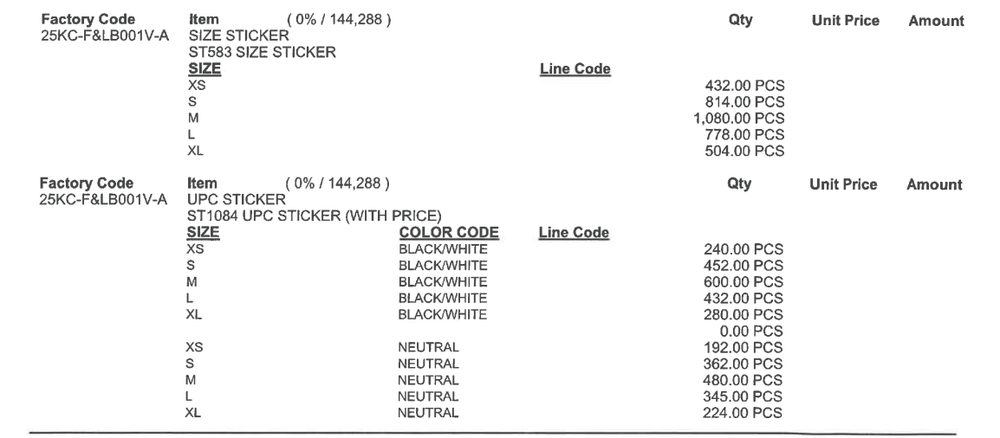 Factory Code Item ( 0% / 144,288 ) Qty Unit Price Amount
25KC-F&LB001V-A SIZE STICKER
ST583 SIZE STICKER
SIZE Line Code
XS 432.00 PCS
S 814.00 PCS
M 1,080.00 PCS
L 778.00 PCS
XL 504.00 PCS
Factory Code Item ( 0% / 144,288 ) Qty Unit Price Amount
25KC-F&LB001V-A UPC STICKER
ST1084 UPC STICKER (WITH PRICE)
SIZE COLOR CODE Line Code
XS BLACK/WHITE 240.00 PCS
S BLACK/WHITE 452.00 PCS
M BLACK/WHITE 600.00 PCS
L BLACK/WHITE 432.00 PCS
XL BLACK/WHITE 280.00 PCS
0.00 PCS
XS NEUTRAL 192.00 PCS
S NEUTRAL 362.00 PCS
M NEUTRAL 480.00 PCS
L NEUTRAL 345.00 PCS
XL NEUTRAL 224.00 PCS